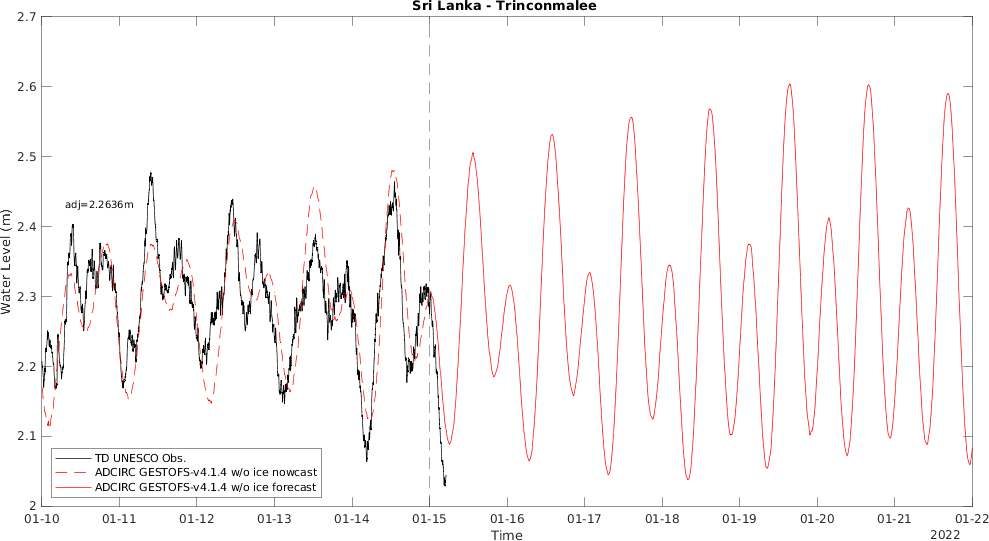 Sri Lanka - Trinconmalee
2.7
2.6
2.5
2.4
2.3
2.2
2.1
2
Water Level (m)
adj=2.2636m
TD UNESCO Obs.
ADCIRC GESTOFS-v4.1.4 w/o ice nowcast
ADCIRC GESTOFS-v4.1.4 w/o ice forecast
01-10 01-11 01-12 01-13 01-14 01-15 01-16 01-17 01-18 01-19 01-20 01-21 01-22
Time
2022